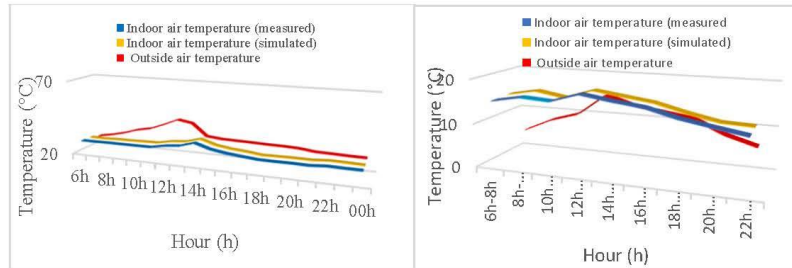 Indoor air temperature (measured)
Indoor air temperature (simulated)
Outside air temperature
Temperature (°C)
70
20
6h 8h 10h 12h 14h 16h 18h 20h 22h 00h
Hour (h)
Indoor air temperature (measured
Indoor air temperature (simulated)
Outside air temperature
Temperature (°C)
20
10
0
6h-8h
8h-...
10h...
12h...
14h...
16h...
18h...
20h...
22h...
Hour (h)